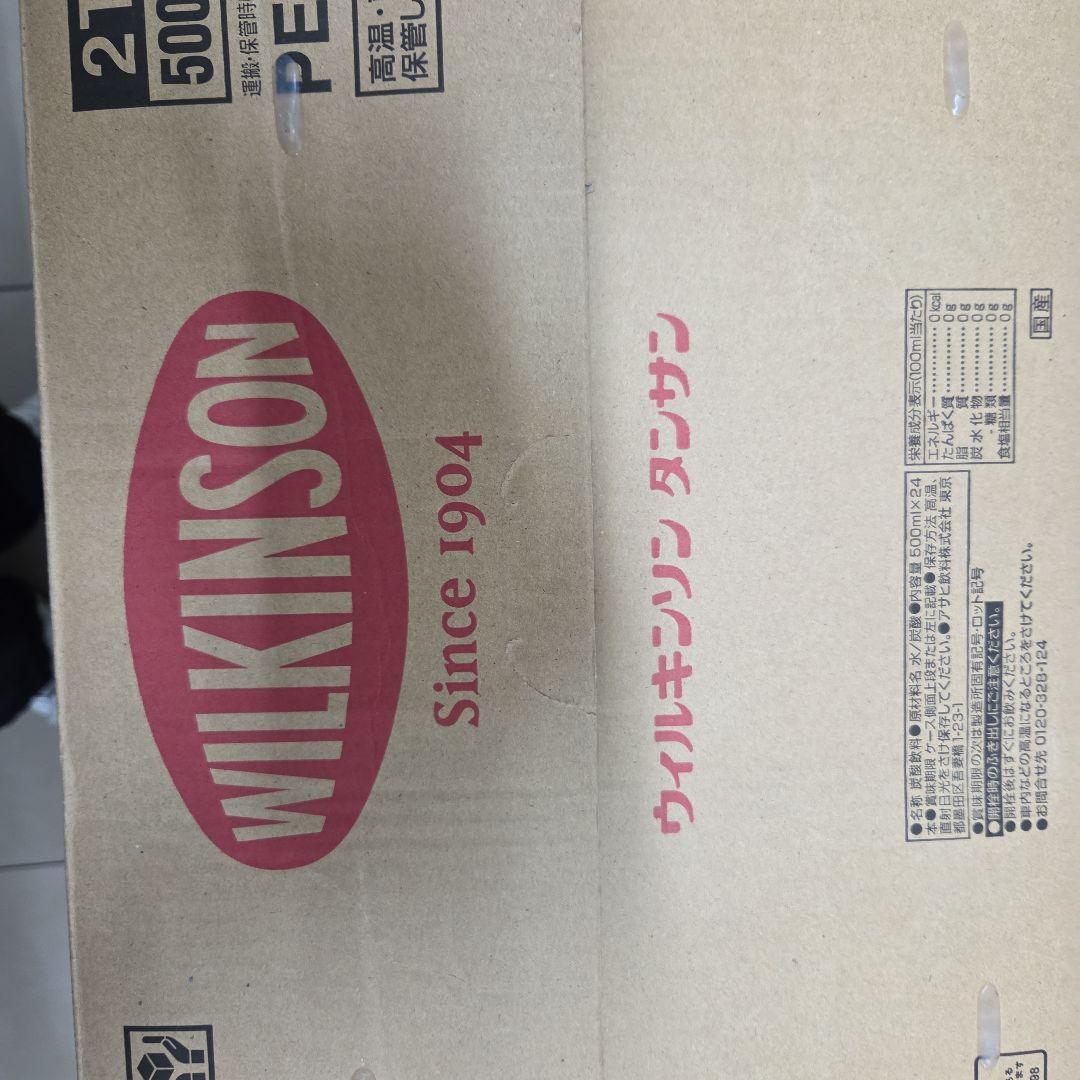 WILKINSON
Since 1904
ウィルキンソン タンサン
500
運搬・保管時
PE
高温・
保管し
●名称 炭酸飲料●原材料名 水／炭酸●内容量 500ml×24
本●賞味期限 ケース側面上段または左に記載●保存方法 高温、
直射日光をさけ保存してください。●アサヒ飲料株式会社 東京
都墨田区吾妻橋1-23-1
●賞味期限の次は製造所固有記号・ロット記号
●開栓時のふき出しにご注意ください。
●開栓後はすぐにお飲みください。
●車内などの高温になるところをさけてください。
●お問合せ先 0120-328-124
栄養成分表示(100ml当たり)
エネルギー…………0kcal
たんぱく質…………0g
脂質…………0g
炭水化物…………0g
-糖類…………0g
食塩相当量…………0g
国産